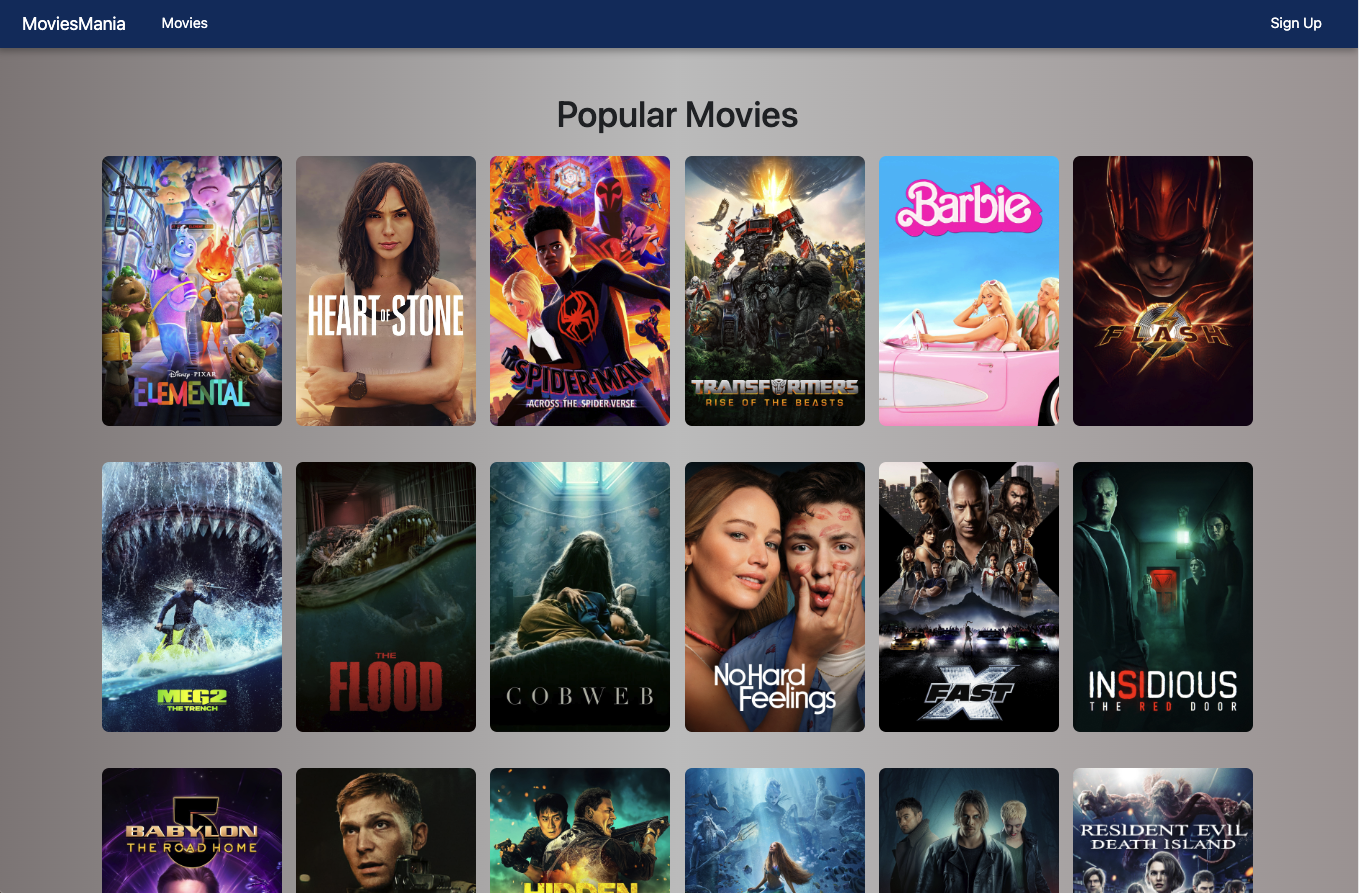 MoviesMania Movies Sign Up
Popular Movies
Disney · PIXAR
ELEMENTAL
HEART OF STONE
SPIDER-MAN
ACROSS THE SPIDER-VERSE
TRANSFORMERS
RISE OF THE BEASTS
Barbie
FLASH
MEG2
THE TRENCH
THE
FLOOD
COBWEB
No Hard
Feelings
FAST X
INSIDIOUS
THE RED DOOR
BABYLON
5
THE ROAD HOME
HIDDEN
RESIDENT EVIL
DEATH ISLAND